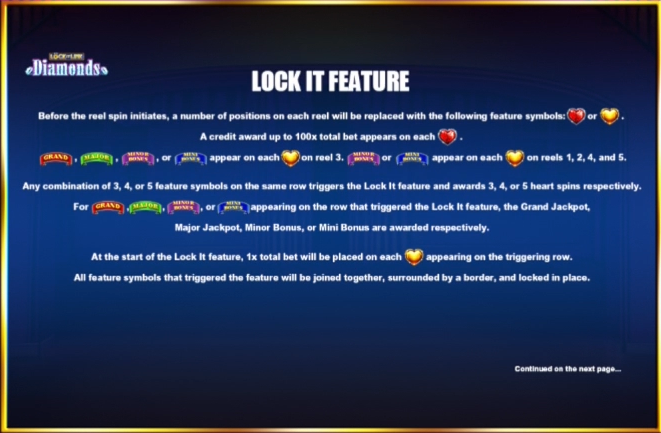 LOCK IT LINK
Diamonds
LOCK IT FEATURE
Before the reel spin initiates, a number of positions on each reel will be replaced with the following feature symbols: or .
A credit award up to 100x total bet appears on each .
GRAND, MAJOR, MINOR BONUS, or MINI BONUS appear on each on reel 3. MINOR BONUS or MINI BONUS appear on each on reels 1, 2, 4, and 5.
Any combination of 3, 4, or 5 feature symbols on the same row triggers the Lock It feature and awards 3, 4, or 5 heart spins respectively.
For GRAND, MAJOR, MINOR BONUS, or MINI BONUS appearing on the row that triggered the Lock It feature, the Grand Jackpot,
Major Jackpot, Minor Bonus, or Mini Bonus are awarded respectively.
At the start of the Lock It feature, 1x total bet will be placed on each appearing on the triggering row.
All feature symbols that triggered the feature will be joined together, surrounded by a border, and locked in place.
Continued on the next page...